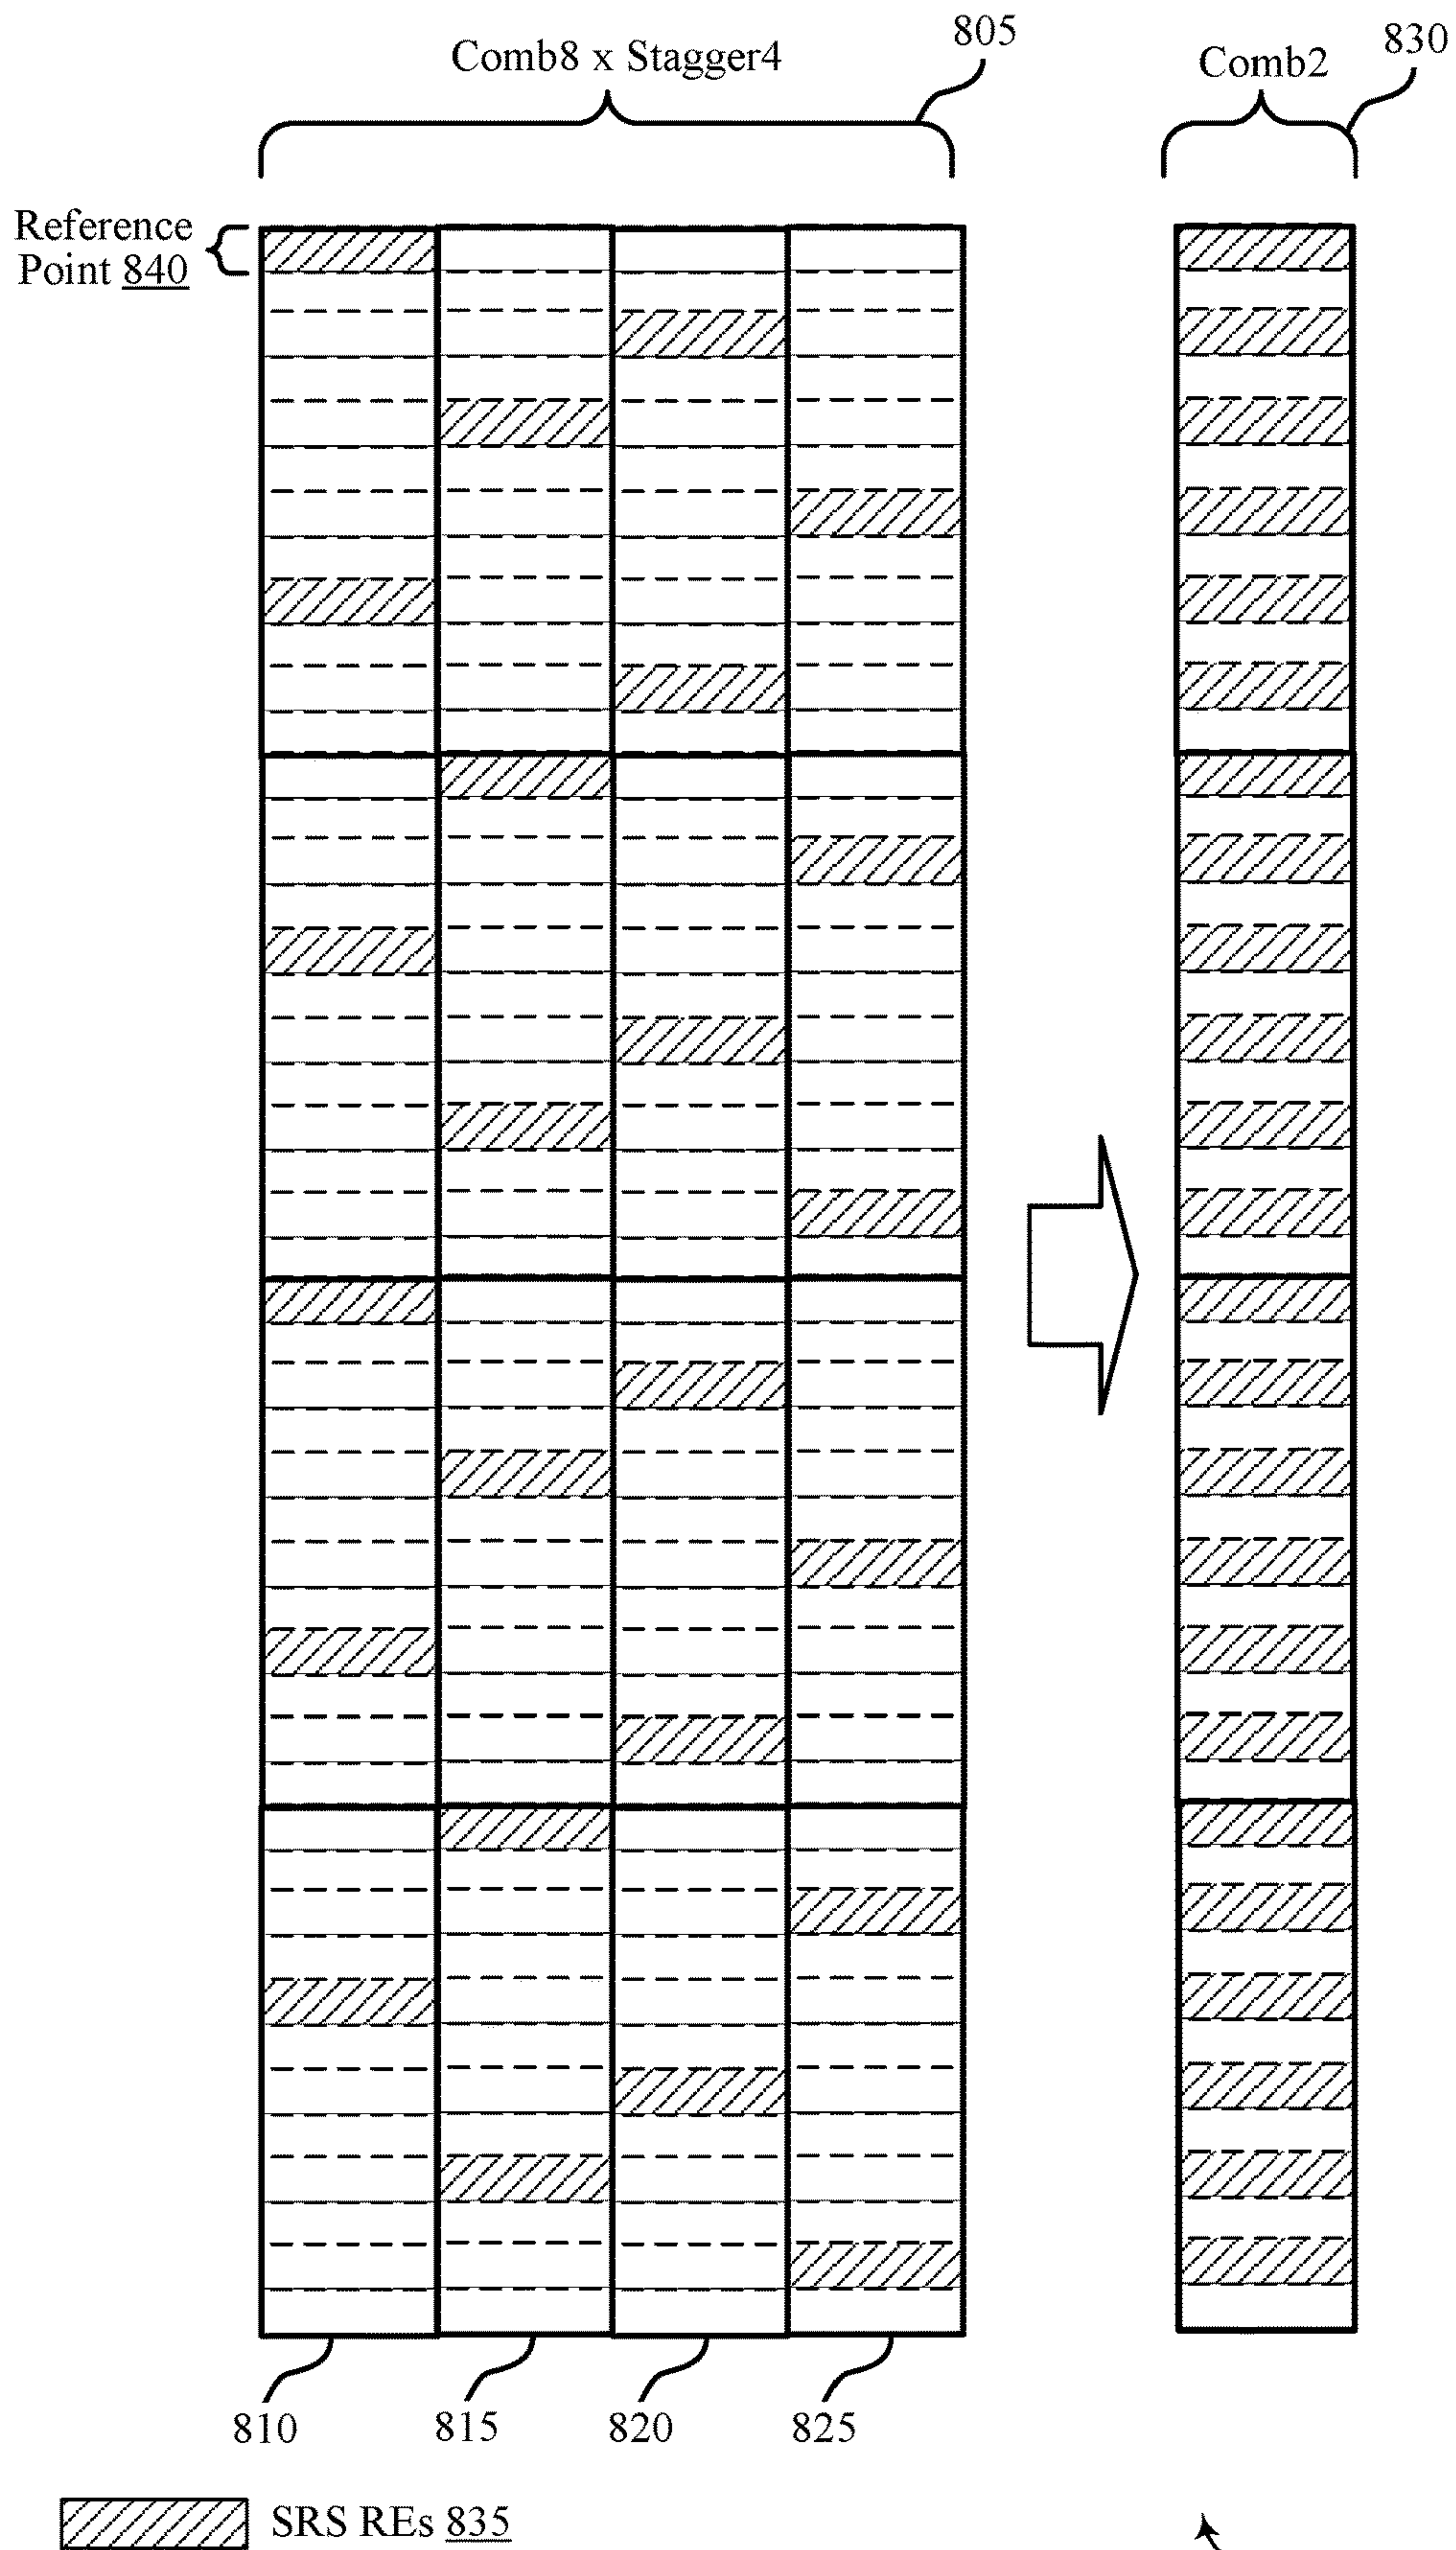 805
Comb8 x Stagger4
830
Comb2
Reference
Point 840
810
815
820
825
SRS REs 835